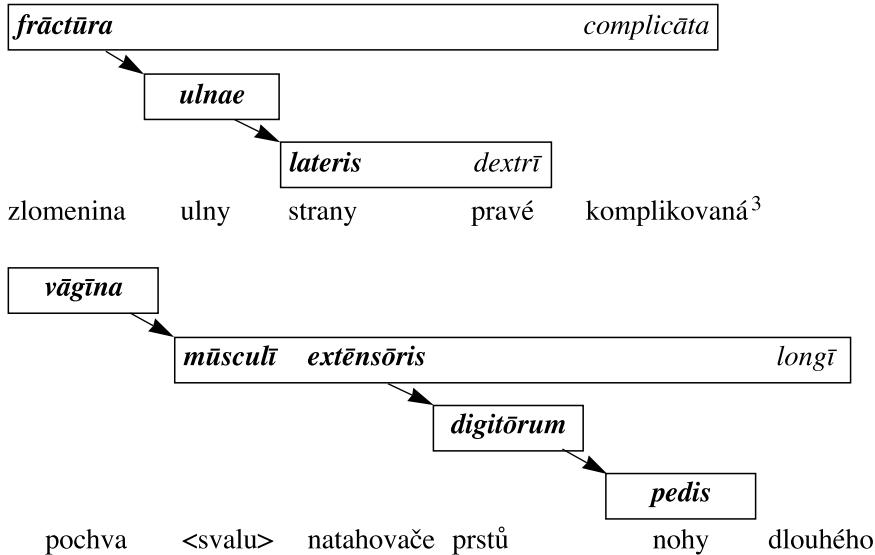 frāctūra complicāta
ulnae
lateris dextrī
zlomenina ulny strany pravé komplikovaná³
vāgīna
mūsculī extēnsōris longī
digitōrum
pedis
pochva <svalu> natahovače prstů nohy dlouhého